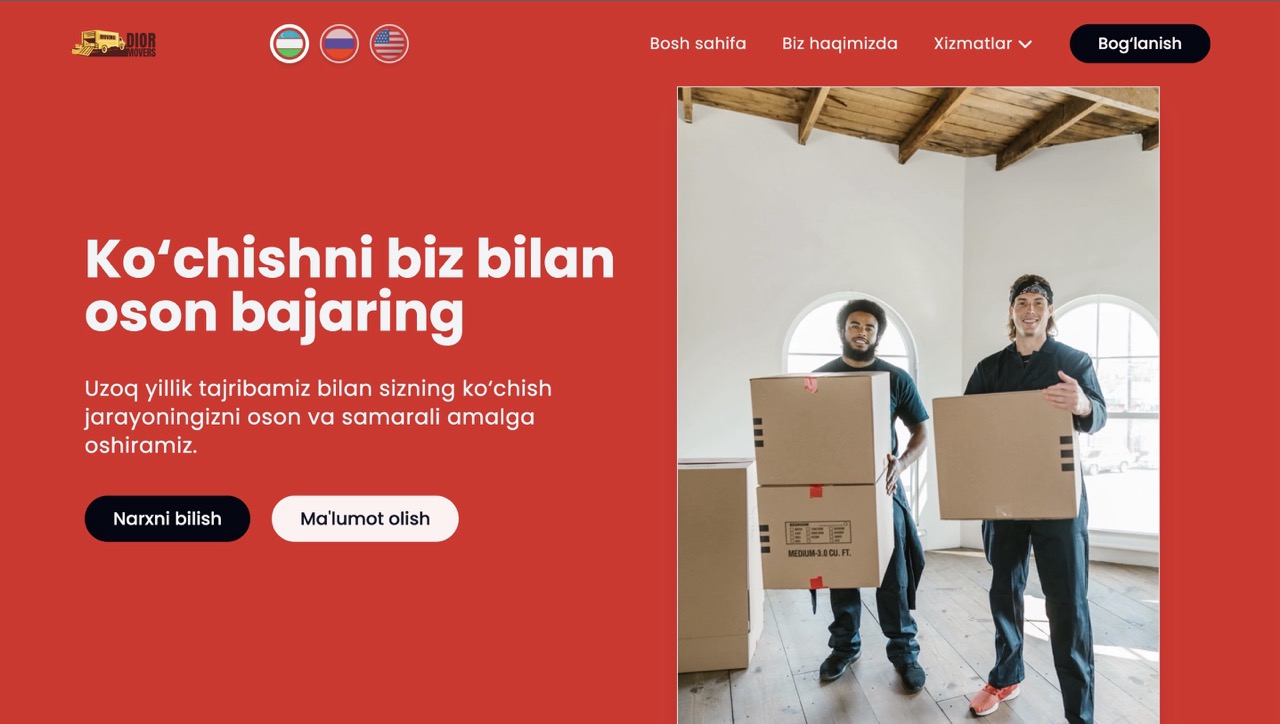 DIOR
MOVERS
Bosh sahifa
Biz haqimizda
Xizmatlar
Bog‘lanish
Ko‘chishni biz bilan
oson bajaring
Uzoq yillik tajribamiz bilan sizning ko‘chish
jarayoningizni oson va samarali amalga
oshiramiz.
Narxni bilish
Ma'lumot olish
MEDIUM-3.0 CU. FT.